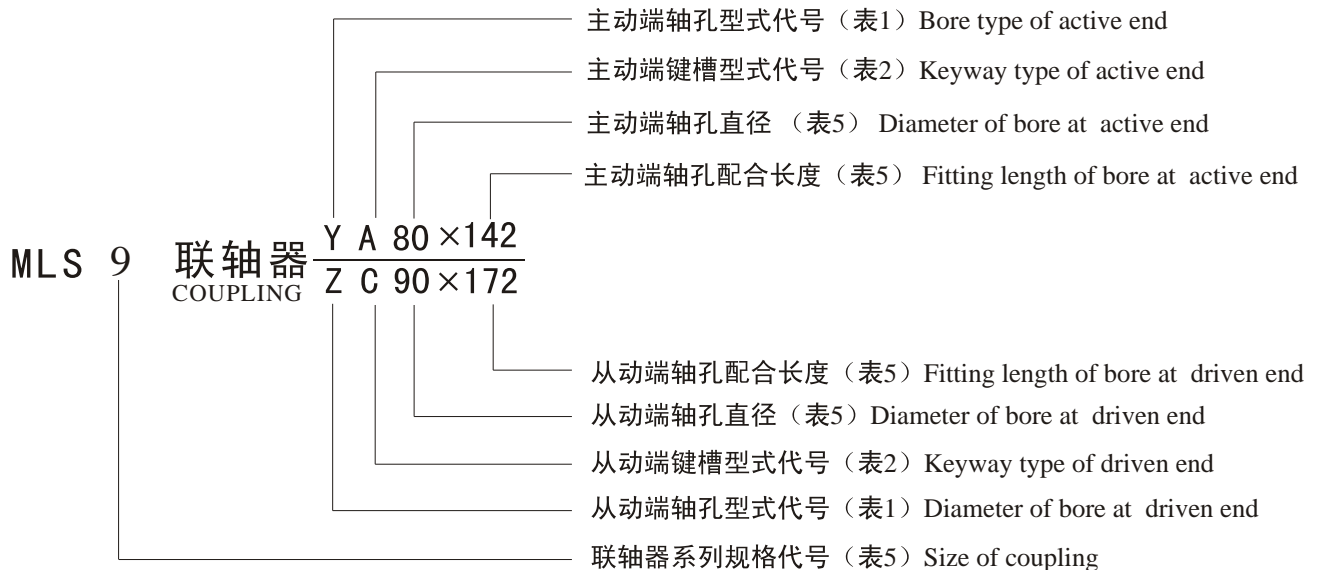 主动端轴孔型式代号（表1）Bore type of active end
主动端键槽型式代号（表2）Keyway type of active end
主动端轴孔直径 （表5） Diameter of bore at active end
主动端轴孔配合长度（表5） Fitting length of bore at active end
Y A 80×142
MLS 9 联轴器
COUPLING
Z C 90×172
从动端轴孔配合长度（表5）Fitting length of bore at driven end
从动端轴孔直径（表5）Diameter of bore at driven end
从动端键槽型式代号（表2）Keyway type of driven end
从动端轴孔型式代号（表1）Diameter of bore at driven end
联轴器系列规格代号（表5）Size of coupling